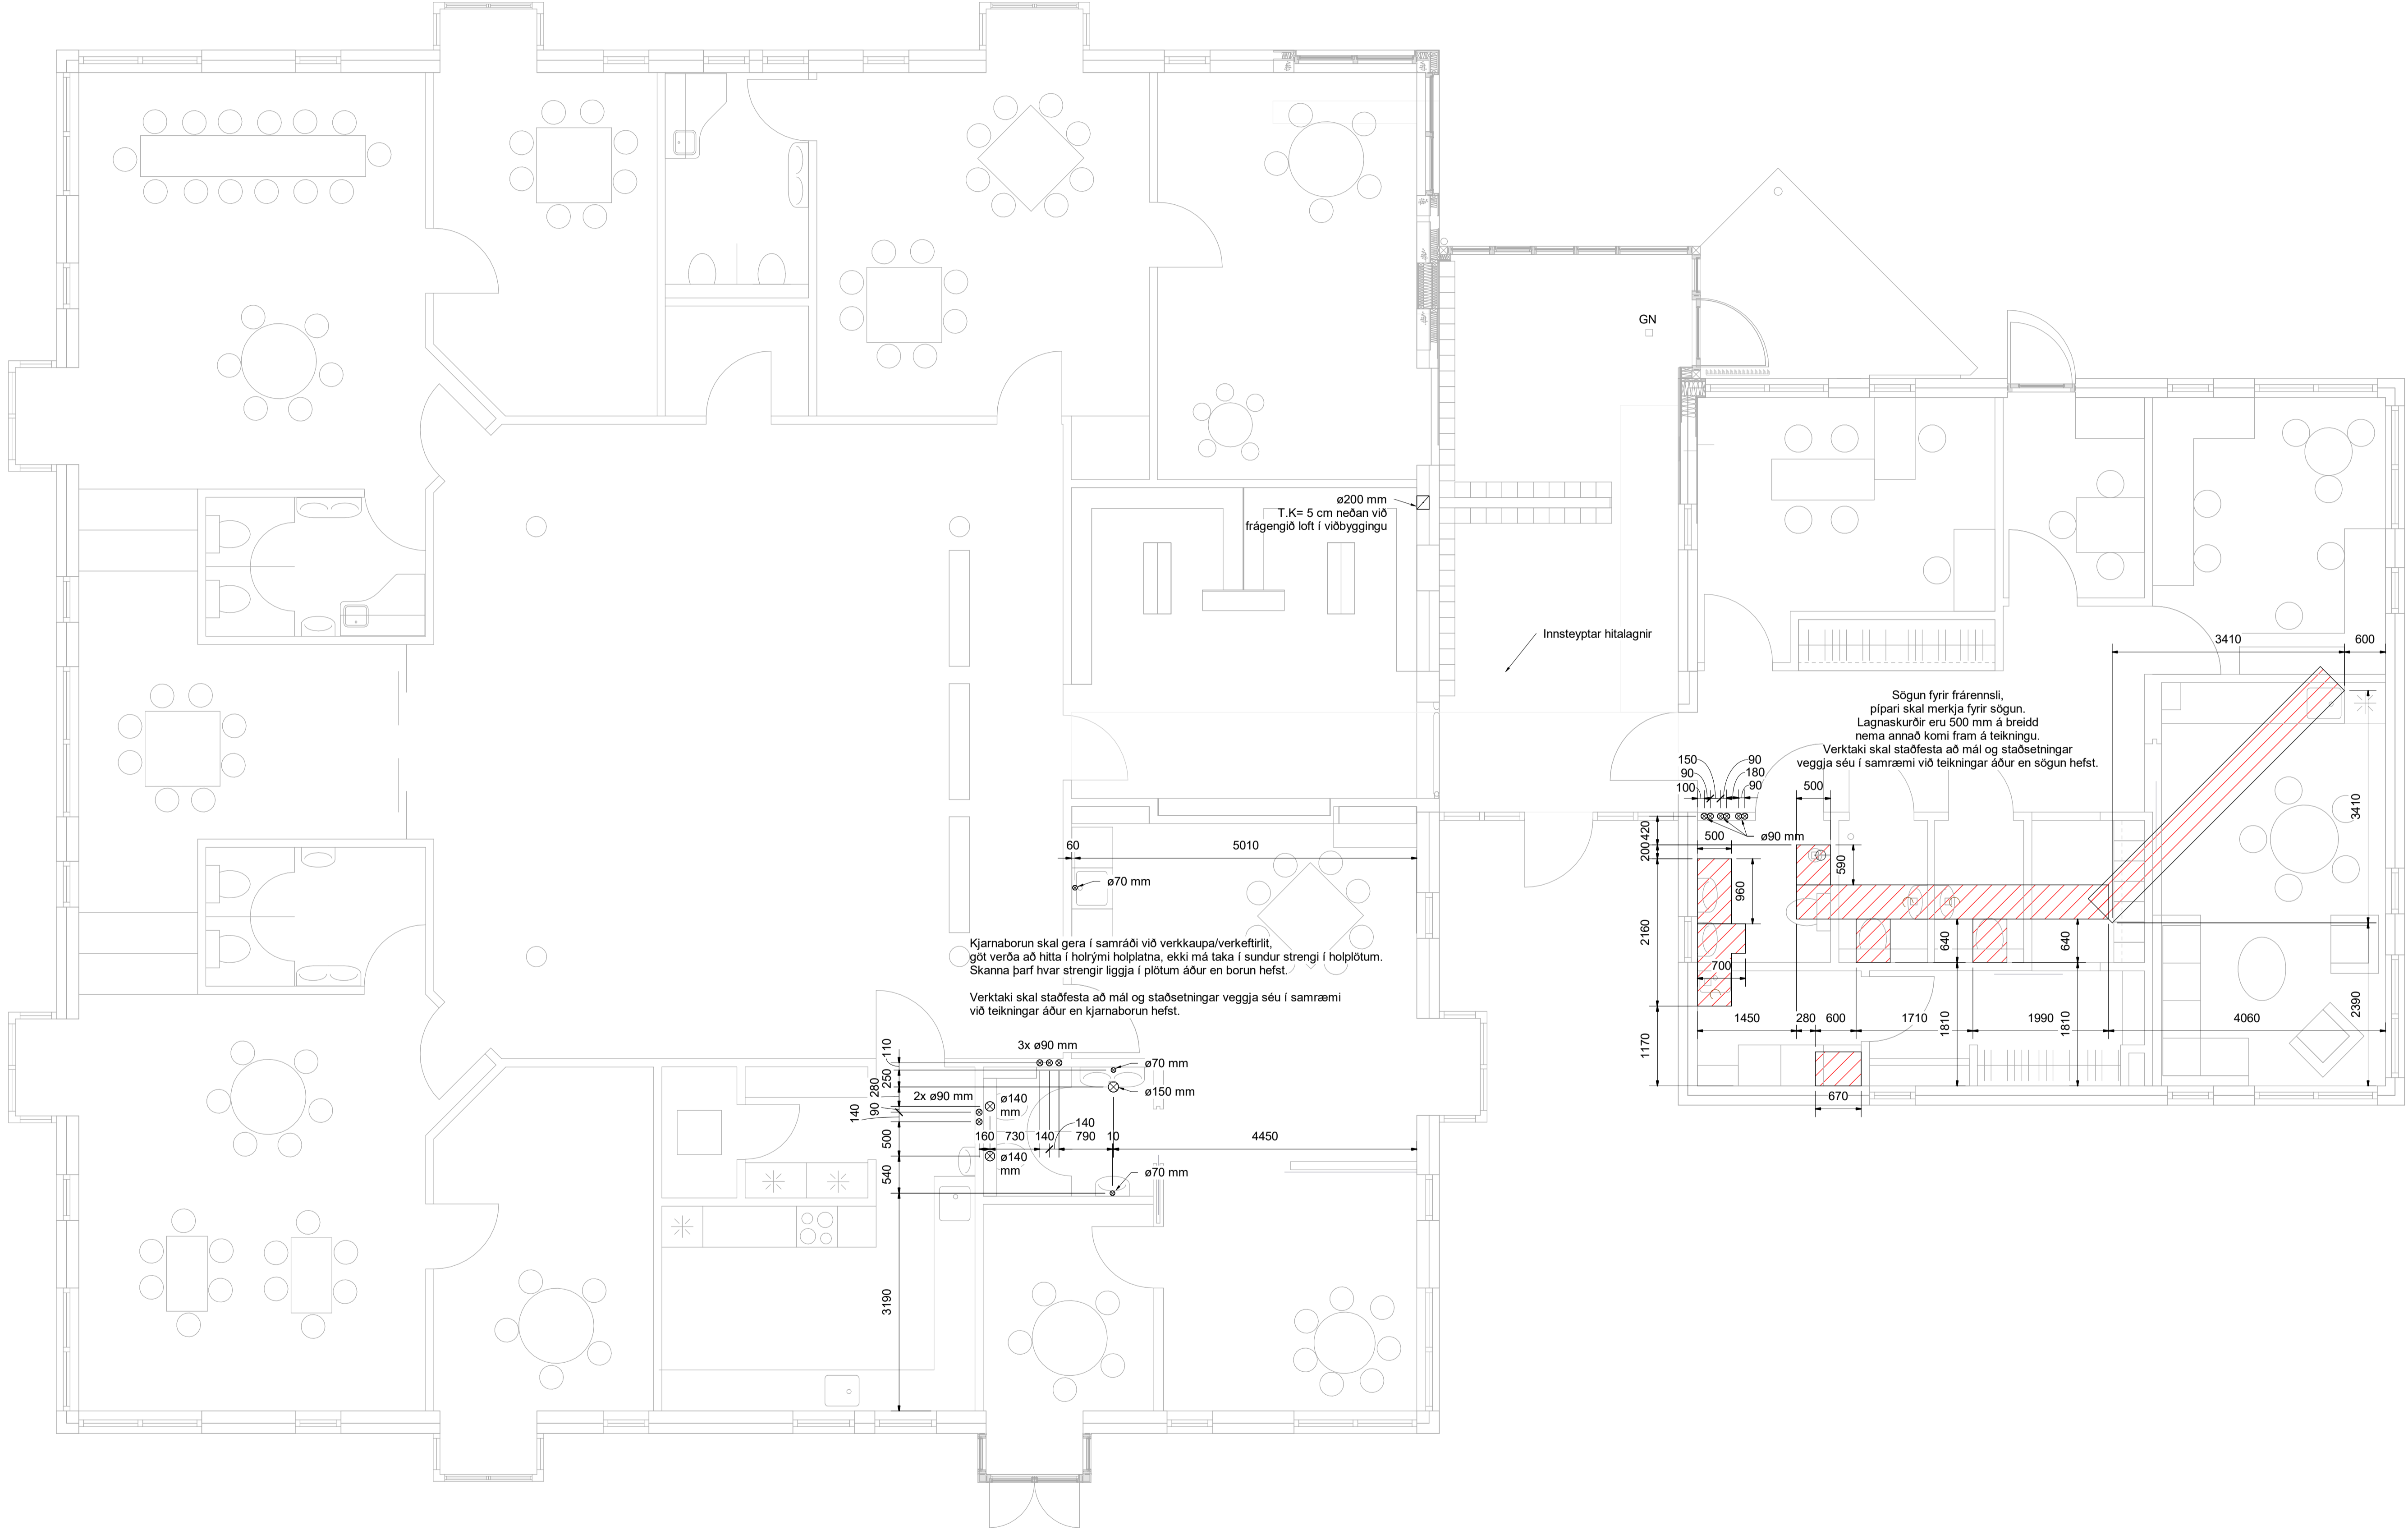 GN
ø200 mm
T.K= 5 cm neðan við
frágengið loft í viðbyggingu
Innsteyptar hitalagnir
3410
600
Sögun fyrir frárennsli,
pípari skal merkja fyrir sögun.
Lagnaskurðir eru 500 mm á breidd
nema annað komi fram á teikningu.
Verktaki skal staðfesta að mál og staðsetningar
veggja séu í samræmi við teikningar áður en sögun hefst.
150
90
90
180
100
90
500
3410
420
500
ø90 mm
200
590
960
2160
640
640
700
2390
1450
280
600
1710
1810
1990
1810
4060
1170
670
60
5010
ø70 mm
Kjarnaborun skal gera í samráði við verkkaupa/verkeftirlit,
göt verða að hitta í holrými holplatna, ekki má taka í sundur strengi í holplötum.
Skanna þarf hvar strengir liggja í plötum áður en borun hefst.
Verktaki skal staðfesta að mál og staðsetningar veggja séu í samræmi
við teikningar áður en kjarnaborun hefst.
110
3x ø90 mm
250
ø70 mm
280
2x ø90 mm
ø140
mm
ø150 mm
140
90
140
500
160
730
140
790
10
4450
ø140
mm
540
ø70 mm
3190